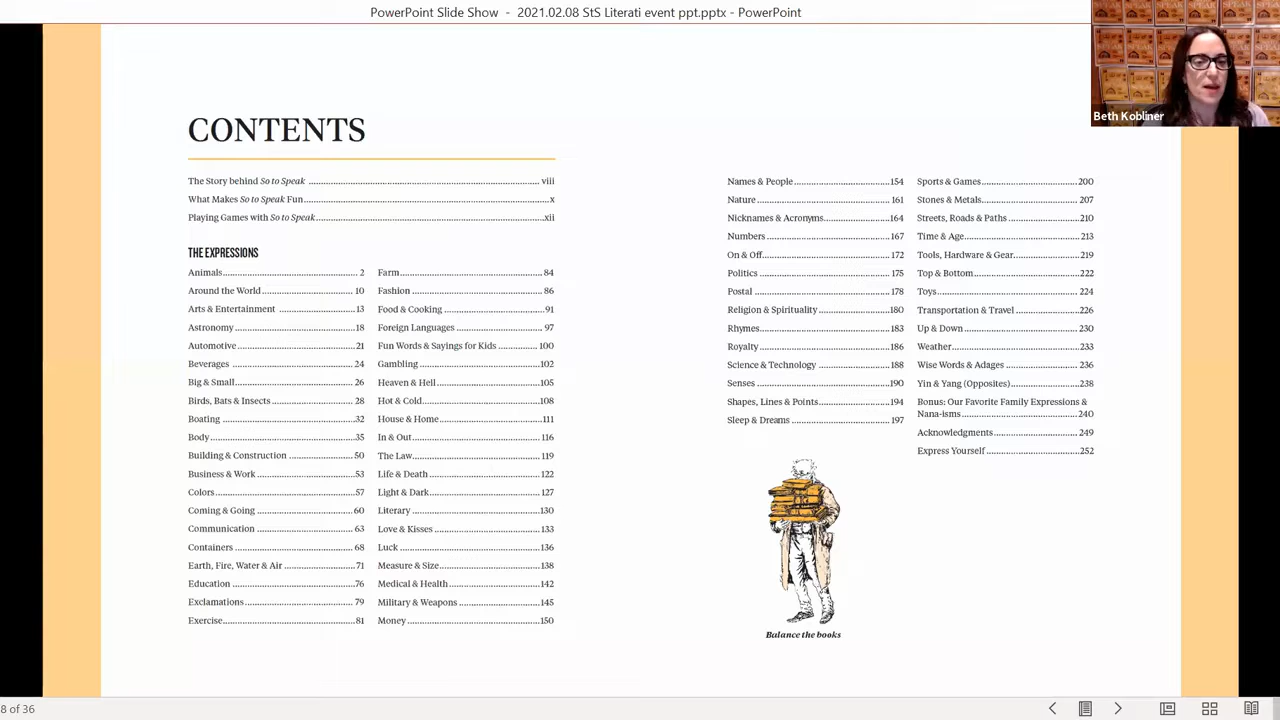 PowerPoint Slide Show - 2021.02.08 StS Literati event ppt.pptx - PowerPoint
Beth Kobliner
CONTENTS
The Story behind So to Speak ........ viii
What Makes So to Speak Fun ........ x
Playing Games with So to Speak ........ xii
THE EXPRESSIONS
Animals ........ 2
Around the World ........ 10
Arts & Entertainment ........ 13
Astronomy ........ 18
Automotive ........ 21
Beverages ........ 24
Big & Small ........ 26
Birds, Bats & Insects ........ 28
Boating ........ 32
Body ........ 35
Building & Construction ........ 50
Business & Work ........ 53
Colors ........ 57
Coming & Going ........ 60
Communication ........ 63
Containers ........ 68
Earth, Fire, Water & Air ........ 71
Education ........ 76
Exclamations ........ 79
Exercise ........ 81
Farm ........ 84
Fashion ........ 86
Food & Cooking ........ 91
Foreign Languages ........ 97
Fun Words & Sayings for Kids ........ 100
Gambling ........ 102
Heaven & Hell ........ 105
Hot & Cold ........ 108
House & Home ........ 111
In & Out ........ 116
The Law ........ 119
Life & Death ........ 122
Light & Dark ........ 127
Literary ........ 130
Love & Kisses ........ 133
Luck ........ 136
Measure & Size ........ 138
Medical & Health ........ 142
Military & Weapons ........ 145
Money ........ 150
Names & People ........ 154
Nature ........ 161
Nicknames & Acronyms ........ 164
Numbers ........ 167
On & Off ........ 172
Politics ........ 175
Postal ........ 178
Religion & Spirituality ........ 180
Rhymes ........ 183
Royalty ........ 186
Science & Technology ........ 188
Senses ........ 190
Shapes, Lines & Points ........ 194
Sleep & Dreams ........ 197
Sports & Games ........ 200
Stones & Metals ........ 207
Streets, Roads & Paths ........ 210
Time & Age ........ 213
Tools, Hardware & Gear ........ 219
Top & Bottom ........ 222
Toys ........ 224
Transportation & Travel ........ 226
Up & Down ........ 230
Weather ........ 233
Wise Words & Adages ........ 236
Yin & Yang (Opposites) ........ 238
Bonus: Our Favorite Family Expressions &
Nana-isms ........ 240
Acknowledgments ........ 249
Express Yourself ........ 252
Balance the books
8 of 36